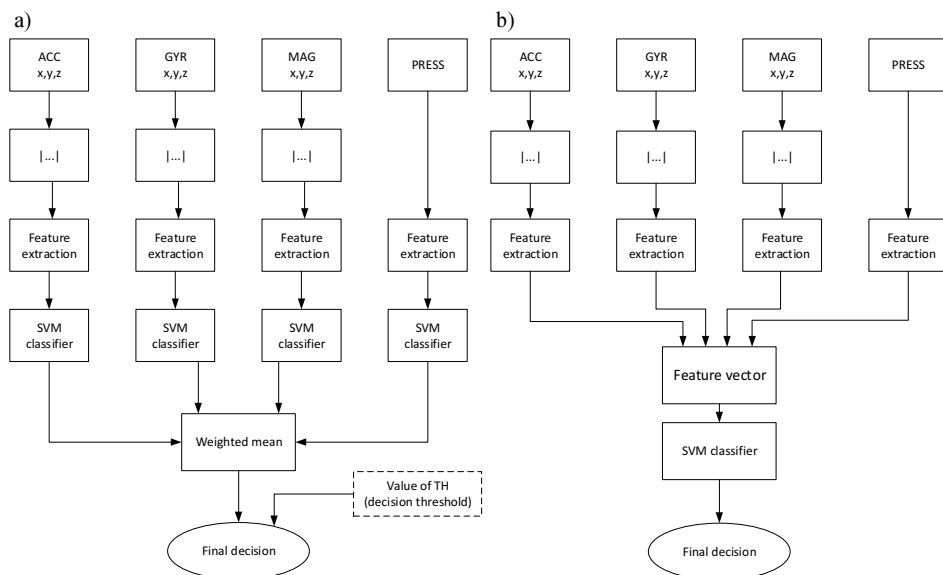 a)
ACC
x,y,z
GYR
x,y,z
MAG
x,y,z
PRESS
|...|
|...|
|...|
Feature
extraction
Feature
extraction
Feature
extraction
Feature
extraction
SVM
classifier
SVM
classifier
SVM
classifier
SVM
classifier
Weighted mean
Value of TH
(decision threshold)
Final decision
b)
ACC
x,y,z
GYR
x,y,z
MAG
x,y,z
PRESS
|...|
|...|
|...|
Feature
extraction
Feature
extraction
Feature
extraction
Feature
extraction
Feature vector
SVM classifier
Final decision